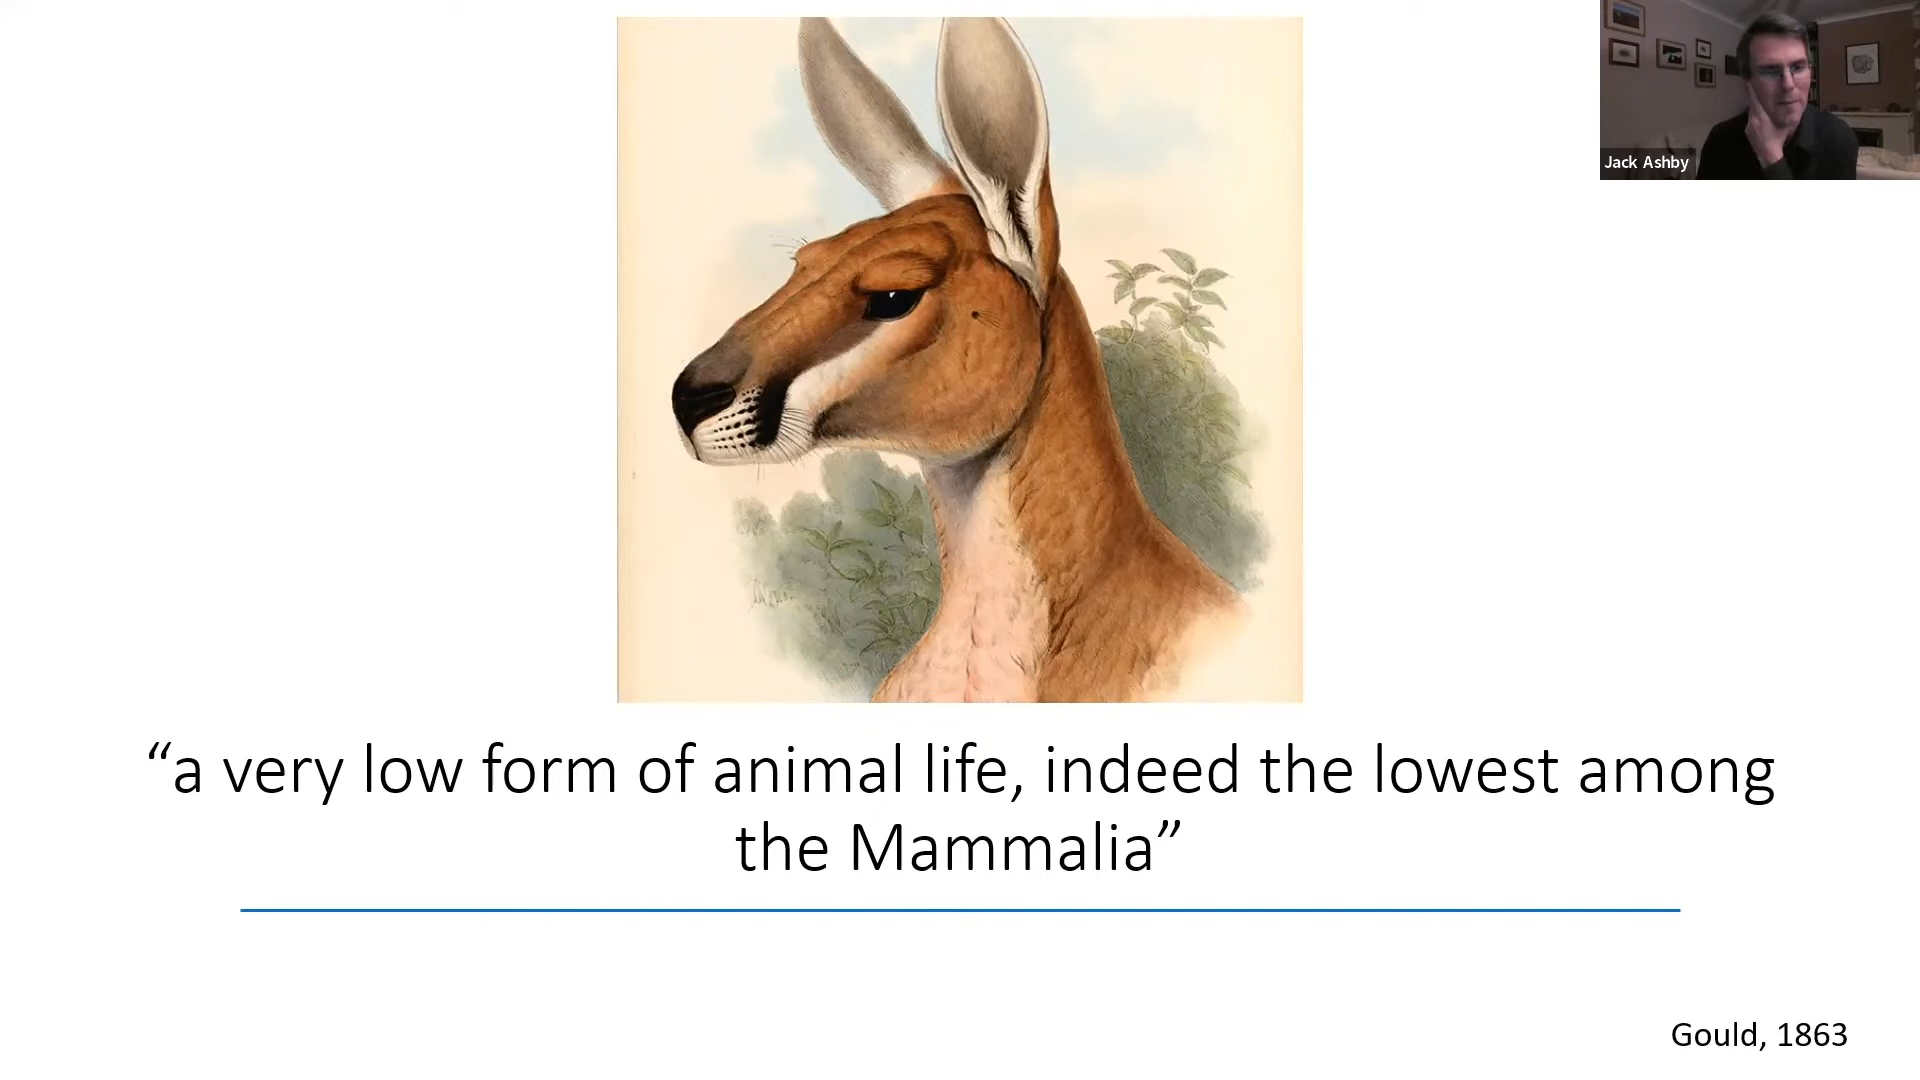 Jack Ashby
“a very low form of animal life, indeed the lowest among
the Mammalia”
Gould, 1863